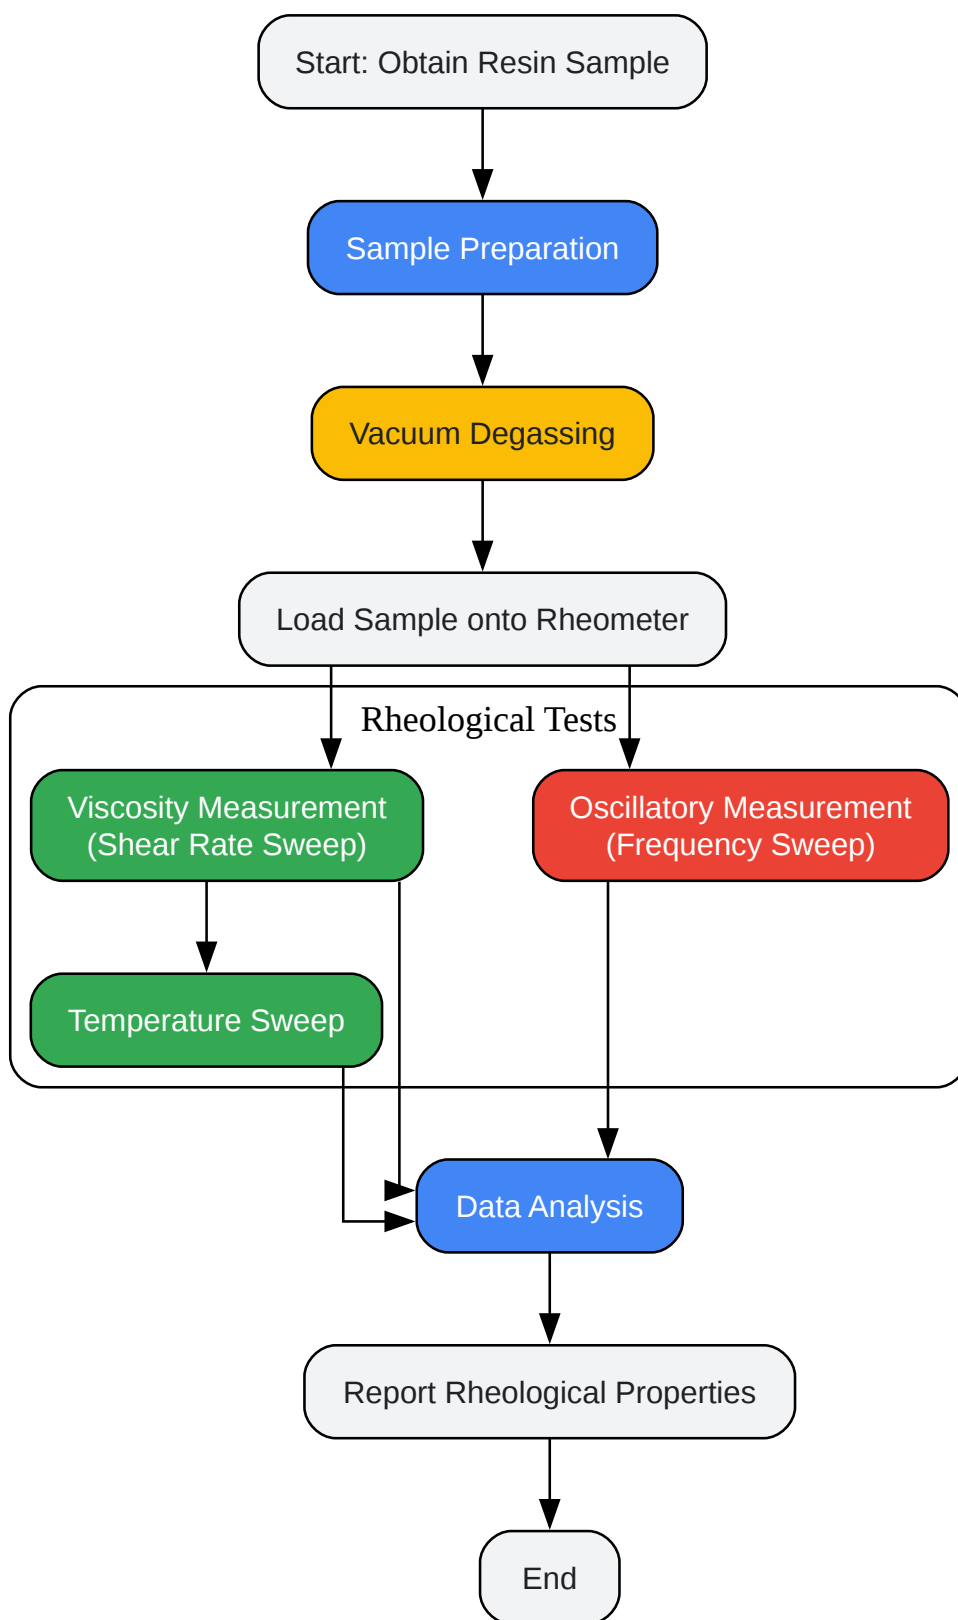 Start: Obtain Resin Sample
Sample Preparation
Vacuum Degassing
Load Sample onto Rheometer
Rheological Tests
Viscosity Measurement
(Shear Rate Sweep)
Oscillatory Measurement
(Frequency Sweep)
Temperature Sweep
Data Analysis
Report Rheological Properties
End